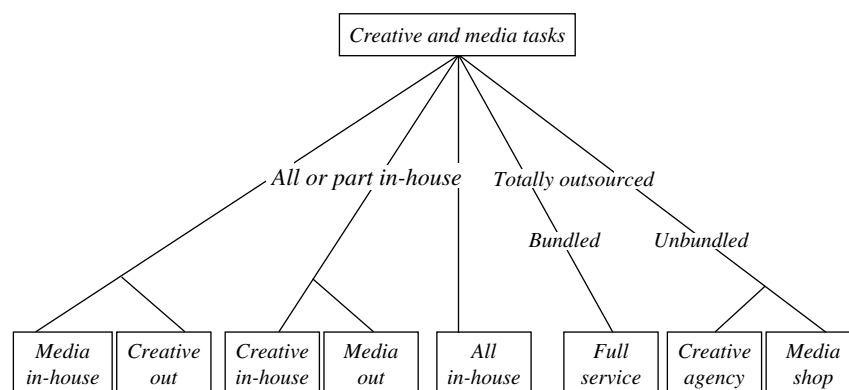 Creative and media tasks
All or part in-house
Totally outsourced
Bundled
Unbundled
Media
in-house
Creative
out
Creative
in-house
Media
out
All
in-house
Full
service
Creative
agency
Media
shop